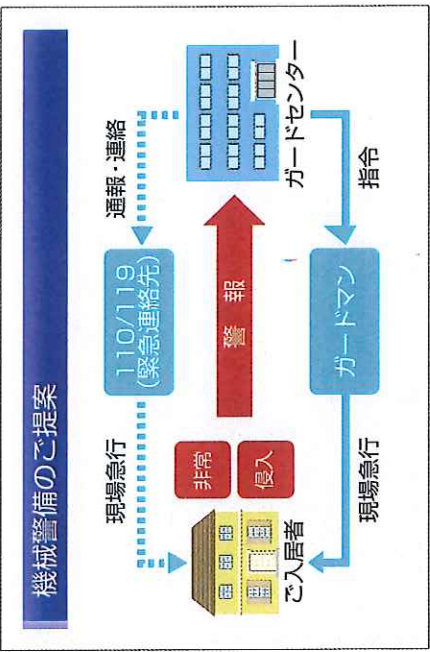 機械警備のご提案
現場急行
110/119
(緊急連絡先)
通報・連絡
非常
侵入
警報
ご入居者
ガードセンター
現場急行
ガードマン
指令